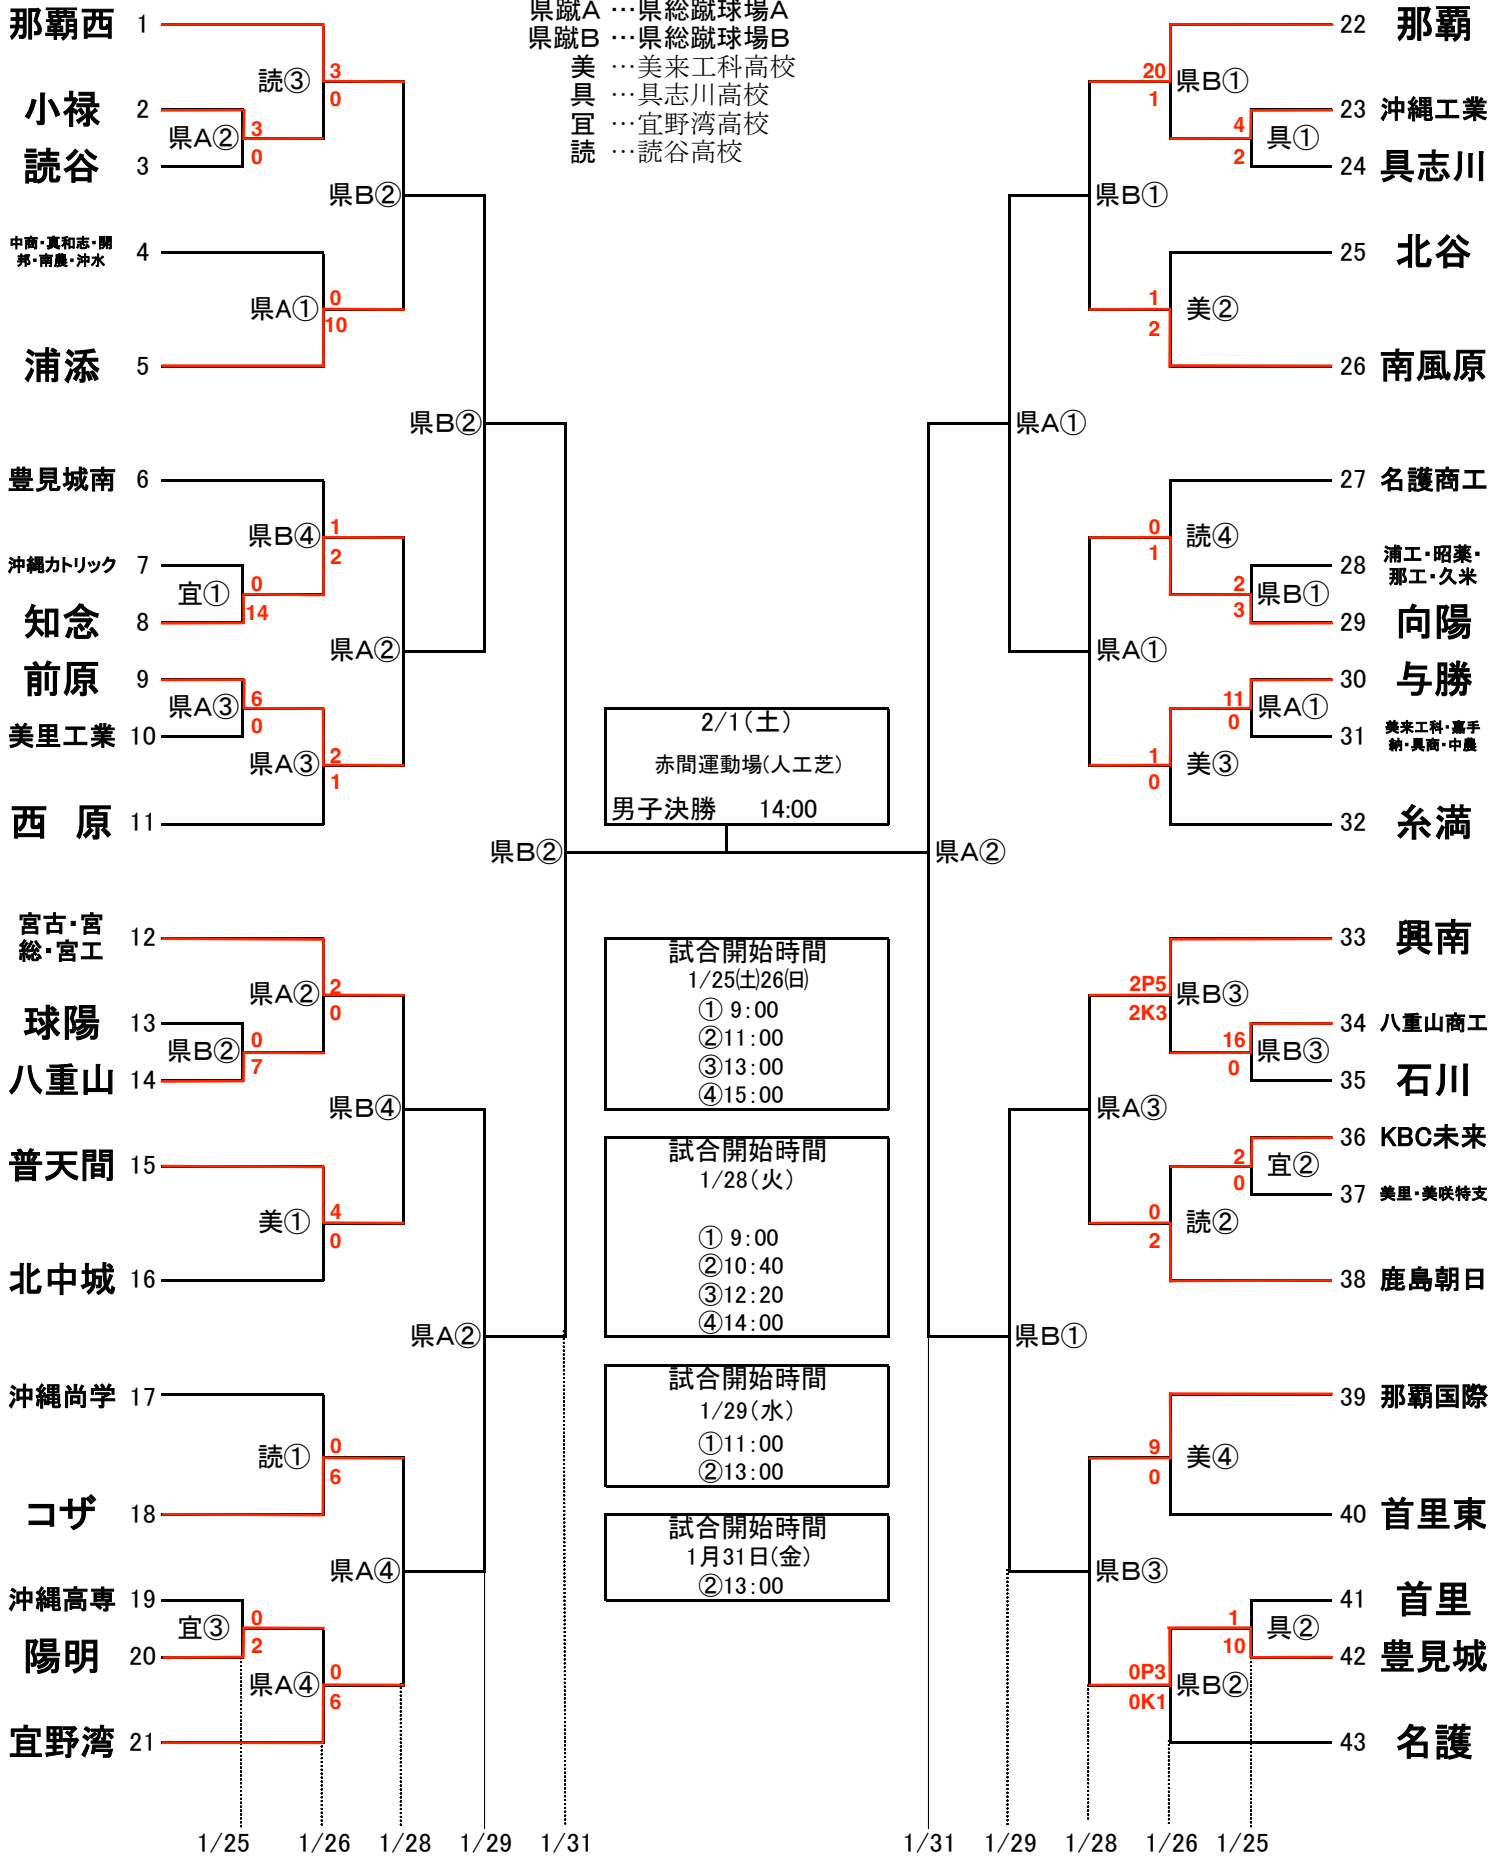 県蹴A …県総蹴球場A
県蹴B …県総蹴球場B
美 …美来工科高校
具 …具志川高校
宜 …宜野湾高校
読 …読谷高校
那覇西 1
読③ 3
0
小禄 2
県A② 3
0
読谷 3
県B②
中商・真和志・開
邦・南農・沖水 4
県A① 0
10
浦添 5
県B②
豊見城南 6
県B④ 1
2
沖縄カトリック 7
宜① 0
14
知念 8
県A②
前原 9
県A③ 6
0
美里工業 10
県A③ 2
1
西 原 11
県B②
宮古・宮
総・宮工 12
県A② 2
0
球陽 13
県B② 0
7
八重山 14
県B④
普天間 15
美① 4
0
北中城 16
県A②
沖縄尚学 17
読① 0
6
コザ 18
県A④
沖縄高専 19
宜③ 0
2
陽明 20
県A④ 0
6
宜野湾 21
2/1(土)
赤間運動場(人工芝)
男子決勝 14:00
試合開始時間
1/25(土)26(日)
① 9:00
②11:00
③13:00
④15:00
試合開始時間
1/28(火)
① 9:00
②10:40
③12:20
④14:00
試合開始時間
1/29(水)
①11:00
②13:00
試合開始時間
1月31日(金)
②13:00
22 那覇
20 県B①
1
23 沖縄工業
4 具①
2
24 具志川
県B①
25 北谷
1 美②
2
26 南風原
県A①
27 名護商工
0 読④
1
28 浦工・昭薬・
那工・久米
2 県B①
3
29 向陽
県A①
30 与勝
11 県A①
0
31 美来工科・嘉手
納・具商・中農
1 美③
0
32 糸満
県A②
33 興南
2P5 県B③
2K3
34 八重山商工
16 県B③
0
35 石川
県A③
36 KBC未来
2 宜②
0
37 美里・美咲特支
0 読②
2
38 鹿島朝日
県B①
39 那覇国際
9 美④
0
40 首里東
県B③
41 首里
1 具②
10
42 豊見城
0P3 県B②
0K1
43 名護
1/25 1/26 1/28 1/29 1/31 1/31 1/29 1/28 1/26 1/25